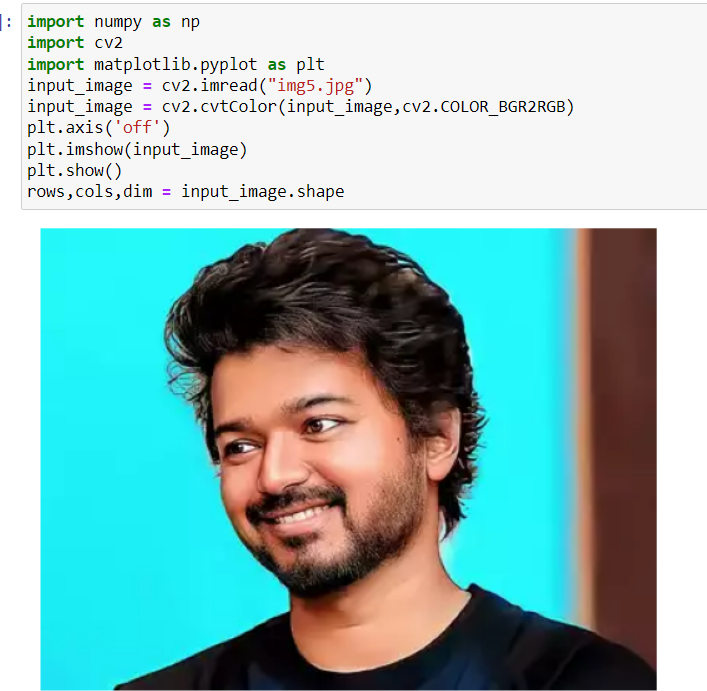 ]:
import numpy as np
import cv2
import matplotlib.pyplot as plt
input_image = cv2.imread("img5.jpg")
input_image = cv2.cvtColor(input_image,cv2.COLOR_BGR2RGB)
plt.axis('off')
plt.imshow(input_image)
plt.show()
rows,cols,dim = input_image.shape